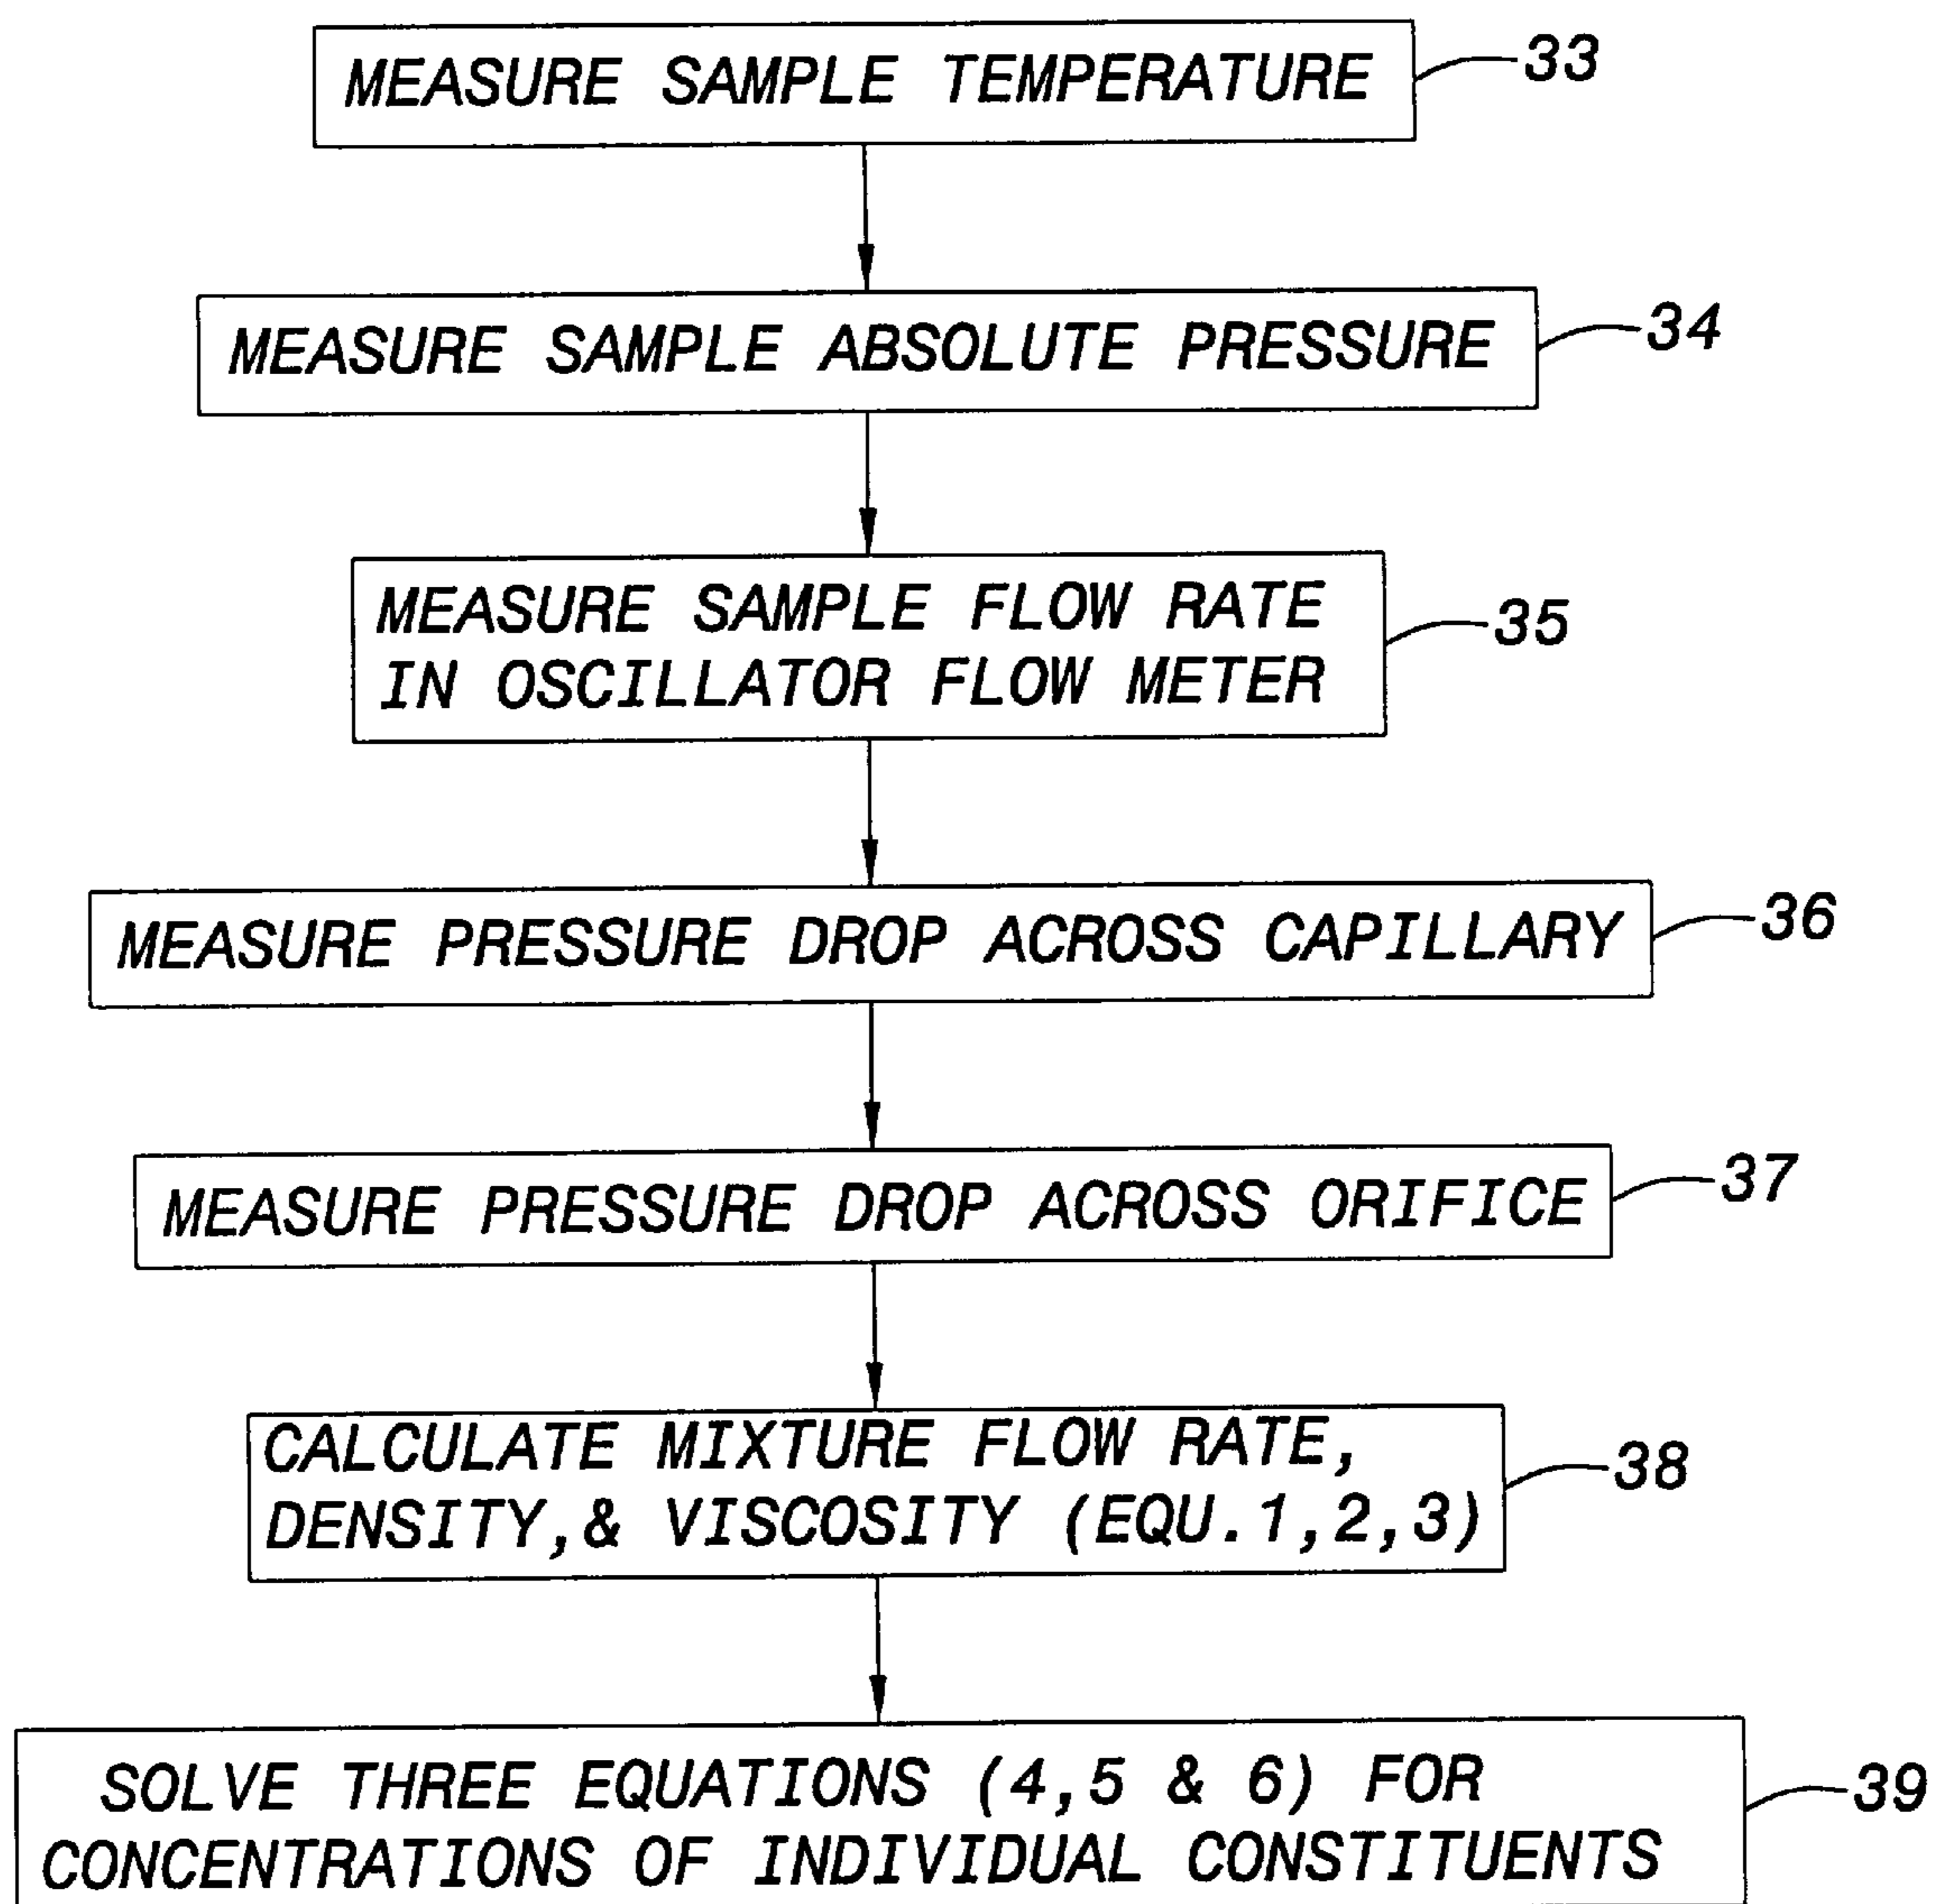 MEASURE SAMPLE TEMPERATURE 33
MEASURE SAMPLE ABSOLUTE PRESSURE 34
MEASURE SAMPLE FLOW RATE
IN OSCILLATOR FLOW METER 35
MEASURE PRESSURE DROP ACROSS CAPILLARY 36
MEASURE PRESSURE DROP ACROSS ORIFICE 37
CALCULATE MIXTURE FLOW RATE,
DENSITY,& VISCOSITY (EQU.1,2,3) 38
SOLVE THREE EQUATIONS (4,5 & 6) FOR
CONCENTRATIONS OF INDIVIDUAL CONSTITUENTS 39